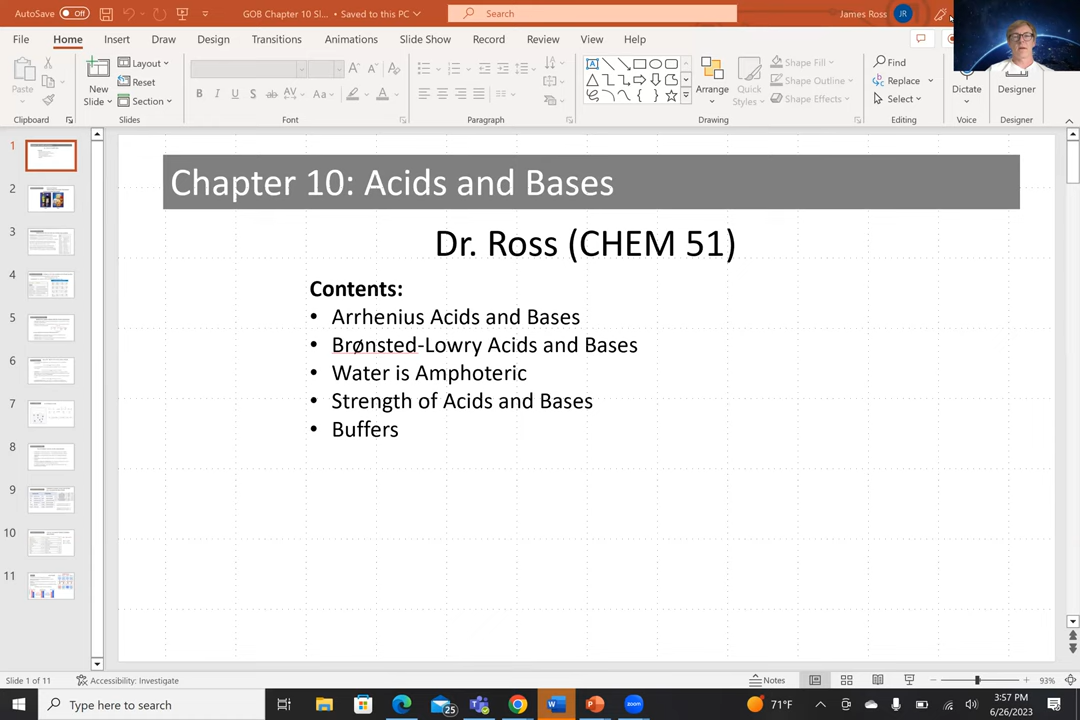 AutoSave Off GOB Chapter 10 Sl... • Saved to this PC Search James Ross JR
File Home Insert Draw Design Transitions Animations Slide Show Record Review View Help
Paste
New Slide
Layout
Reset
Section
B I U S ab AV Aa A
Arrange
Quick Styles
Shape Fill
Shape Outline
Shape Effects
Find
Replace
Select
Dictate
Designer
Clipboard Slides Font Paragraph Drawing Editing Voice Designer
1
2
3
4
5
6
7
8
9
10
11
Chapter 10: Acids and Bases
Dr. Ross (CHEM 51)
Contents:
• Arrhenius Acids and Bases
• Brønsted-Lowry Acids and Bases
• Water is Amphoteric
• Strength of Acids and Bases
• Buffers
Slide 1 of 11 Accessibility: Investigate Notes 93%
Type here to search 25 zoom 71°F 3:57 PM
6/26/2023